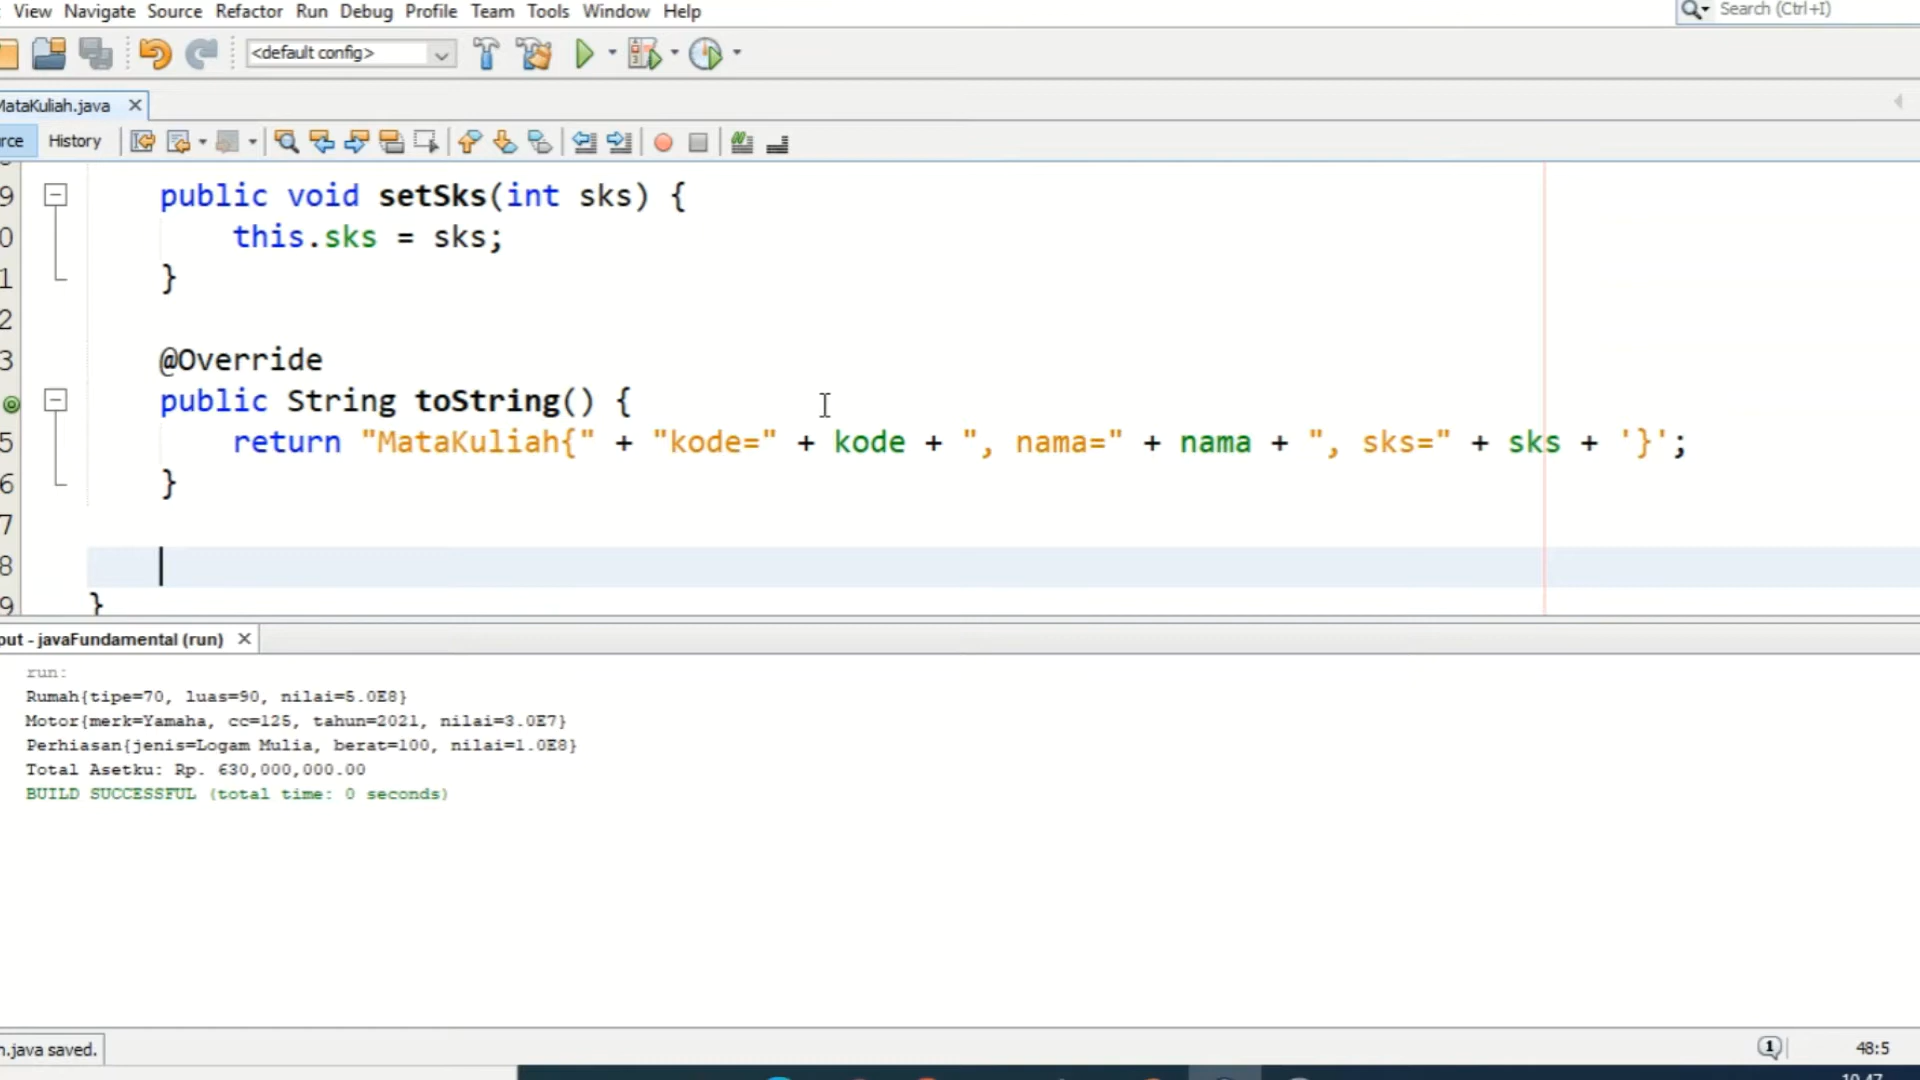 View Navigate Source Refactor Run Debug Profile Team Tools Window Help
Search (Ctrl+I)
<default config>
MataKuliah.java
History
9 public void setSks(int sks) {
0 this.sks = sks;
1 }
2
3 @Override
public String toString() {
5 return "MataKuliah{" + "kode=" + kode + ", nama=" + nama + ", sks=" + sks + '}';
6 }
7
8
9 }
put - javaFundamental (run)
run:
Rumah{tipe=70, luas=90, nilai=5.0E8}
Motor{merk=Yamaha, cc=125, tahun=2021, nilai=3.0E7}
Perhiasan{jenis=Logam Mulia, berat=100, nilai=1.0E8}
Total Asetku: Rp. 630,000,000.00
BUILD SUCCESSFUL (total time: 0 seconds)
.java saved.
1
48:5